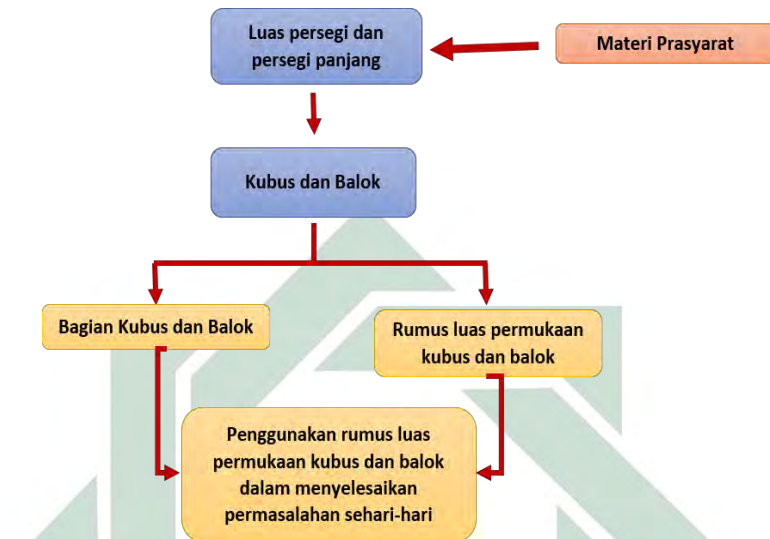 Luas persegi dan
persegi panjang
Materi Prasyarat
Kubus dan Balok
Bagian Kubus dan Balok
Rumus luas permukaan
kubus dan balok
Penggunakan rumus luas
permukaan kubus dan balok
dalam menyelesaikan
permasalahan sehari-hari